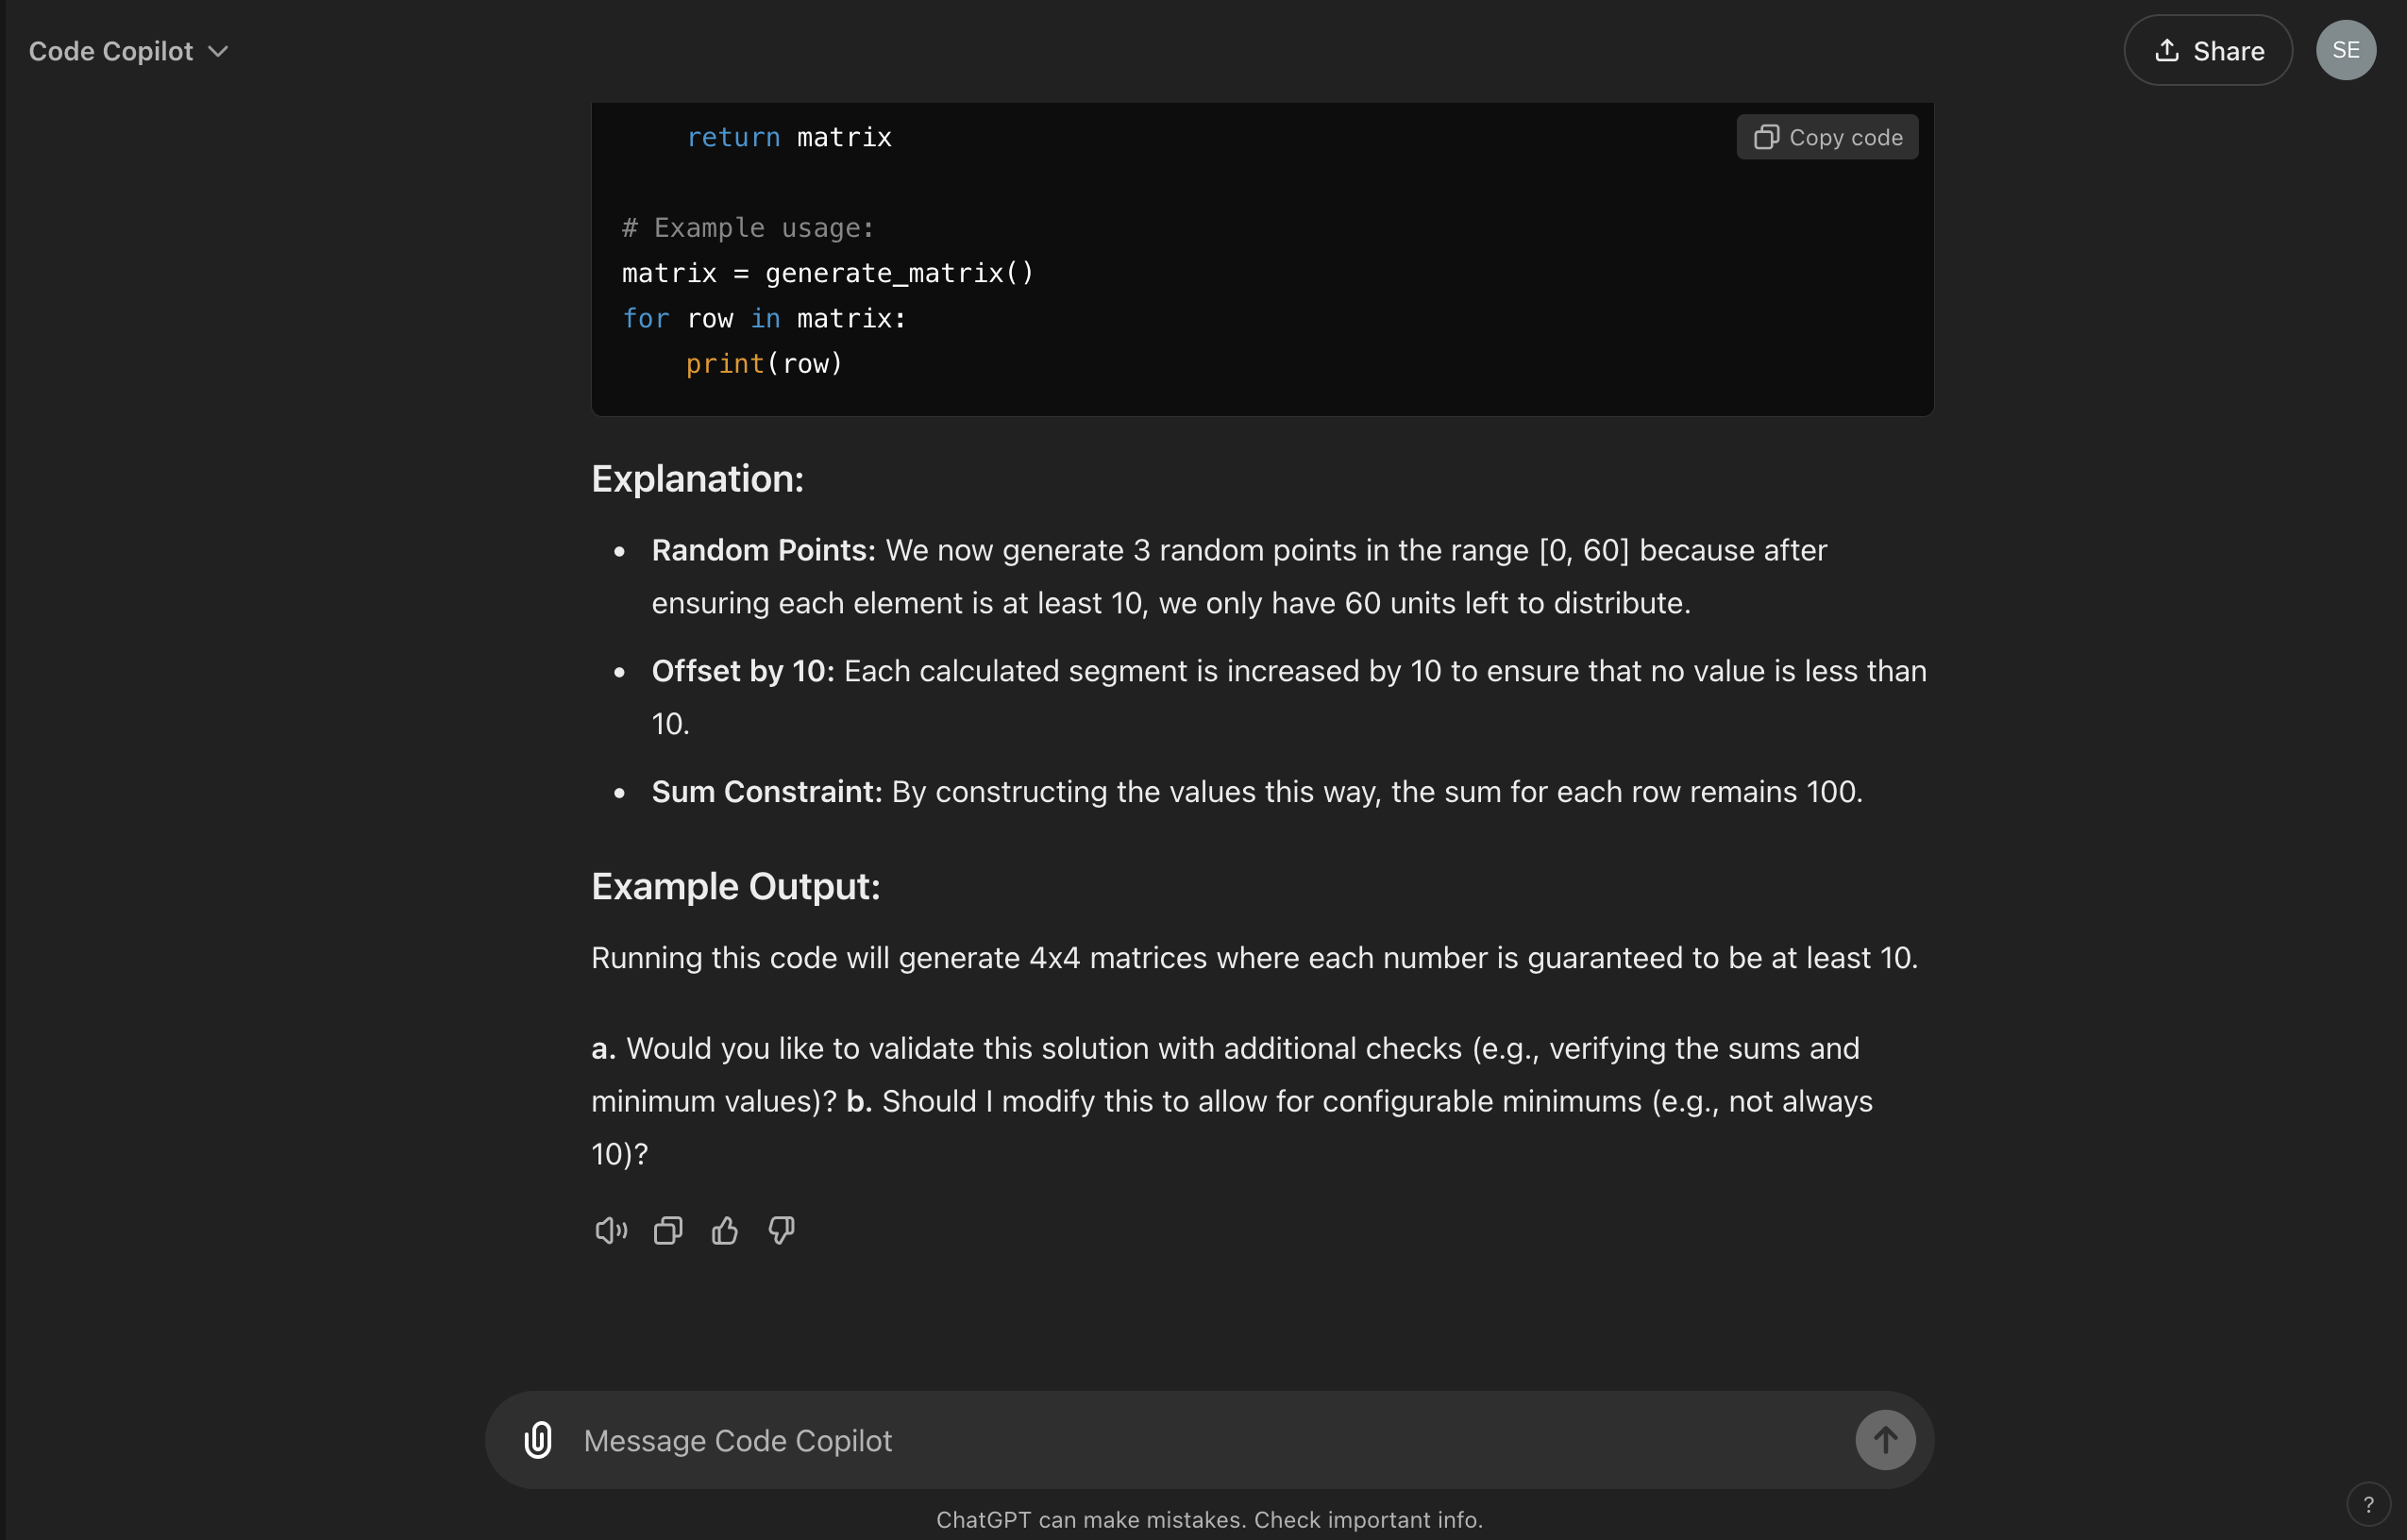 Code Copilot
Share
SE
return matrix
Copy code
# Example usage:
matrix = generate_matrix()
for row in matrix:
    print(row)
Explanation:
• Random Points: We now generate 3 random points in the range [0, 60] because after
ensuring each element is at least 10, we only have 60 units left to distribute.
• Offset by 10: Each calculated segment is increased by 10 to ensure that no value is less than
10.
• Sum Constraint: By constructing the values this way, the sum for each row remains 100.
Example Output:
Running this code will generate 4x4 matrices where each number is guaranteed to be at least 10.
a. Would you like to validate this solution with additional checks (e.g., verifying the sums and
minimum values)? b. Should I modify this to allow for configurable minimums (e.g., not always
10)?
Message Code Copilot
ChatGPT can make mistakes. Check important info.
?